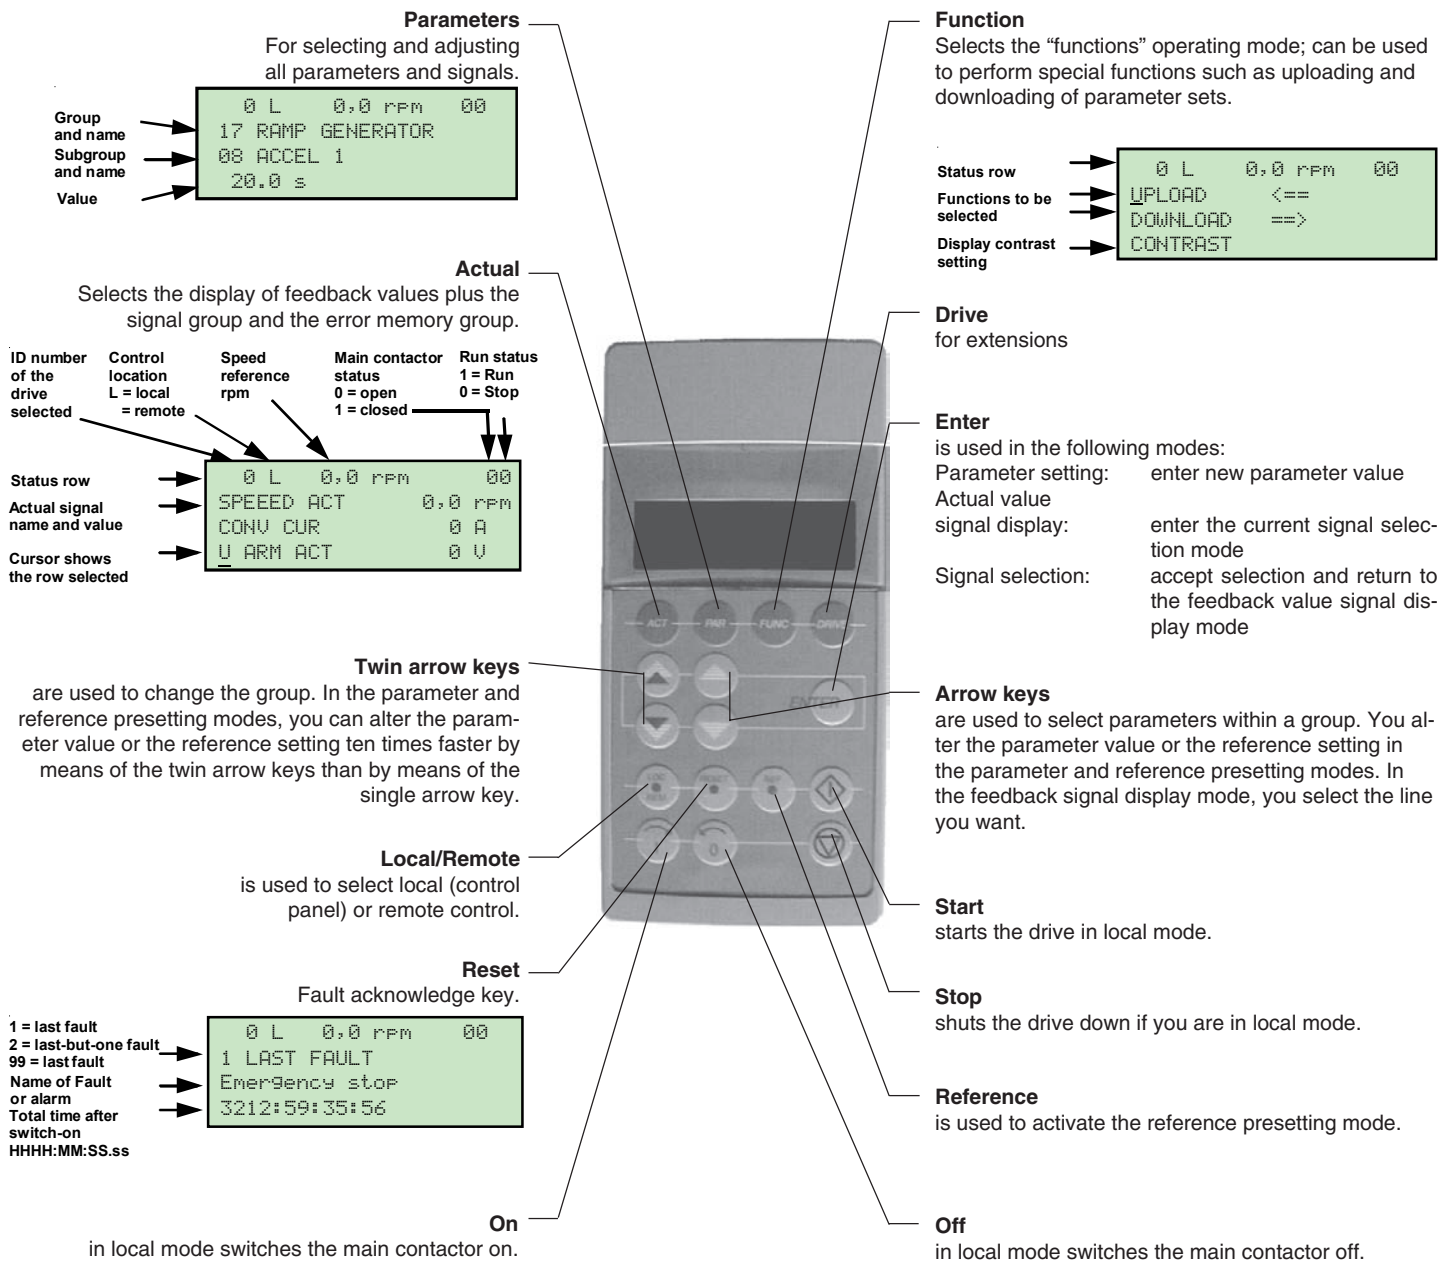 Parameters
For selecting and adjusting
all parameters and signals.
Group
and name
Subgroup
and name
Value
0 L 0,0 rpm 00
17 RAMP GENERATOR
08 ACCEL 1
20.0 s
Actual
Selects the display of feedback values plus the
signal group and the error memory group.
ID number
of the
drive
selected
Control
location
L = local
= remote
Speed
reference
rpm
Main contactor
status
0 = open
1 = closed
Run status
1 = Run
0 = Stop
Status row
Actual signal
name and value
Cursor shows
the row selected
0 L 0,0 rpm 00
SPEEED ACT 0,0 rpm
CONV CUR 0 A
U ARM ACT 0 V
Twin arrow keys
are used to change the group. In the parameter and
reference presetting modes, you can alter the param-
eter value or the reference setting ten times faster by
means of the twin arrow keys than by means of the
single arrow key.
Local/Remote
is used to select local (control
panel) or remote control.
Reset
Fault acknowledge key.
1 = last fault
2 = last-but-one fault
99 = last fault
Name of Fault
or alarm
Total time after
switch-on
HHHH:MM:SS.ss
0 L 0,0 rpm 00
1 LAST FAULT
Emergency stop
3212:59:35:56
On
in local mode switches the main contactor on.
ACT PAR FUNC DRIVE
ENTER
LOC
REM
RESET
REF
0
Function
Selects the “functions” operating mode; can be used
to perform special functions such as uploading and
downloading of parameter sets.
Status row
Functions to be
selected
Display contrast
setting
0 L 0,0 rpm 00
UPLOAD <==
DOWNLOAD ==>
CONTRAST
Drive
for extensions
Enter
is used in the following modes:
Parameter setting: enter new parameter value
Actual value
signal display: enter the current signal selec-
tion mode
Signal selection: accept selection and return to
the feedback value signal dis-
play mode
Arrow keys
are used to select parameters within a group. You al-
ter the parameter value or the reference setting in
the parameter and reference presetting modes. In
the feedback signal display mode, you select the line
you want.
Start
starts the drive in local mode.
Stop
shuts the drive down if you are in local mode.
Reference
is used to activate the reference presetting mode.
Off
in local mode switches the main contactor off.